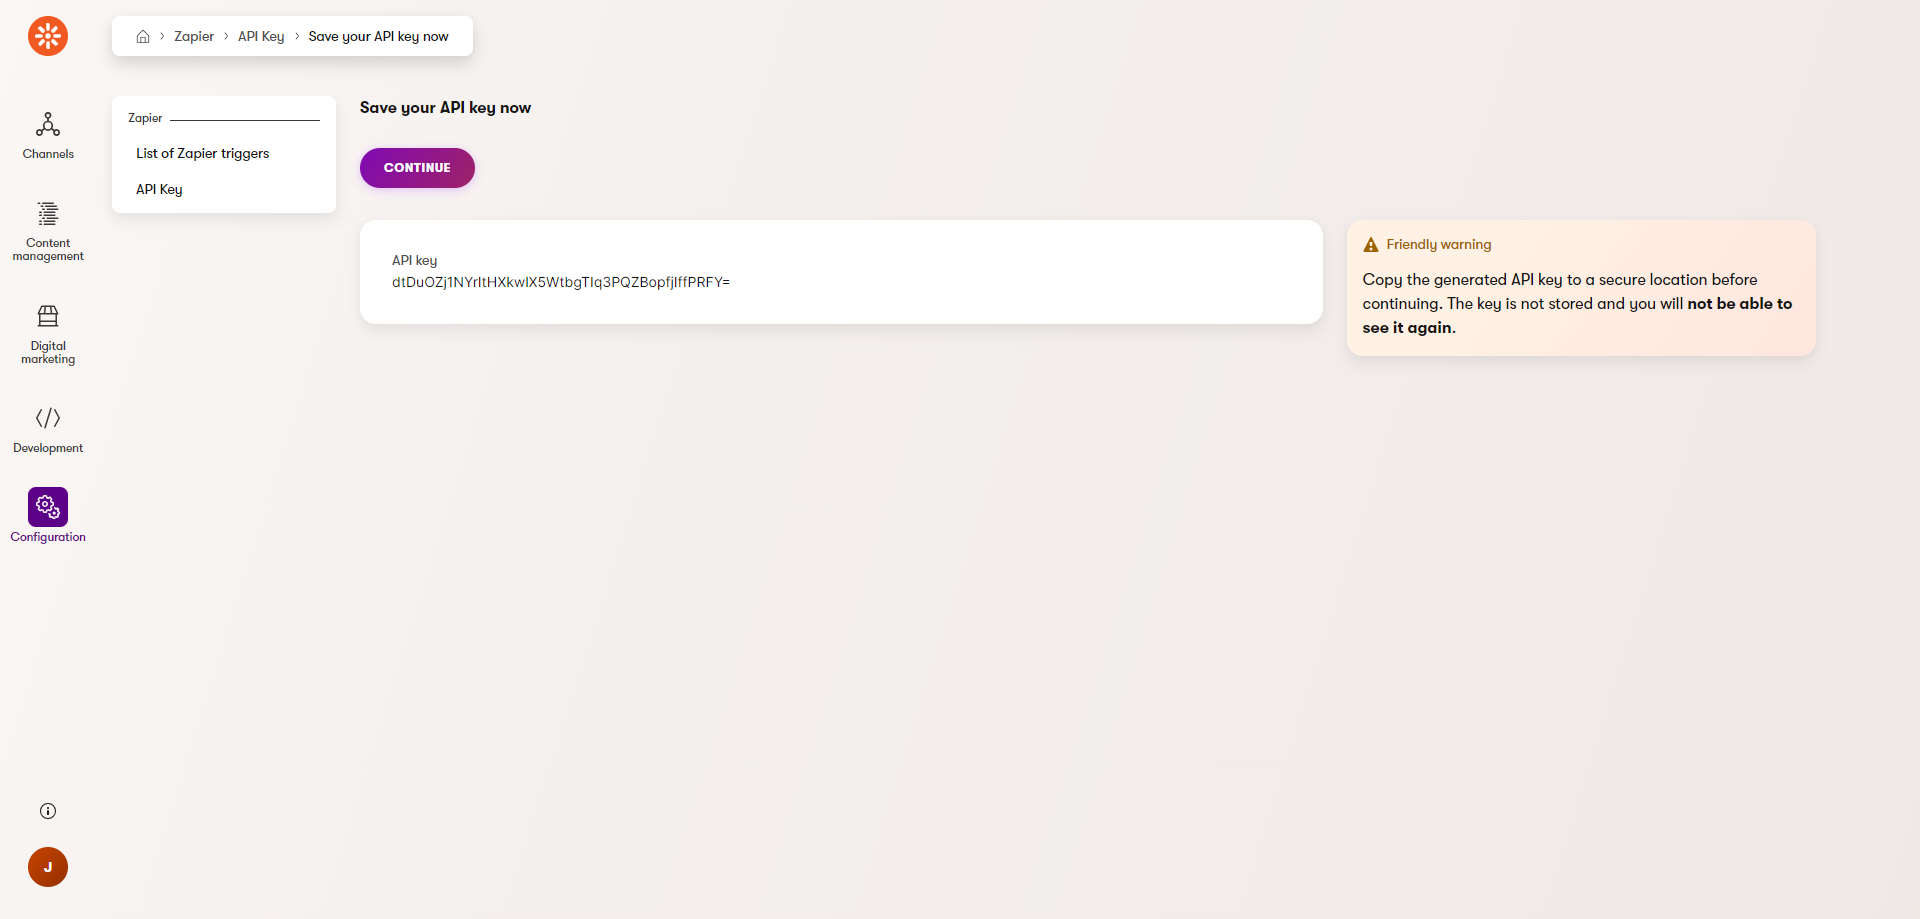 Zapier
API Key
Save your API key now
Channels
Content
management
Digital
marketing
Development
Configuration
J
Zapier
List of Zapier triggers
API Key
Save your API key now
CONTINUE
API key
dtDuOZj1NYrItHXkwIX5WtbgTIq3PQZBopfjIffPRFY=
Friendly warning
Copy the generated API key to a secure location before
continuing. The key is not stored and you will not be able to
see it again.